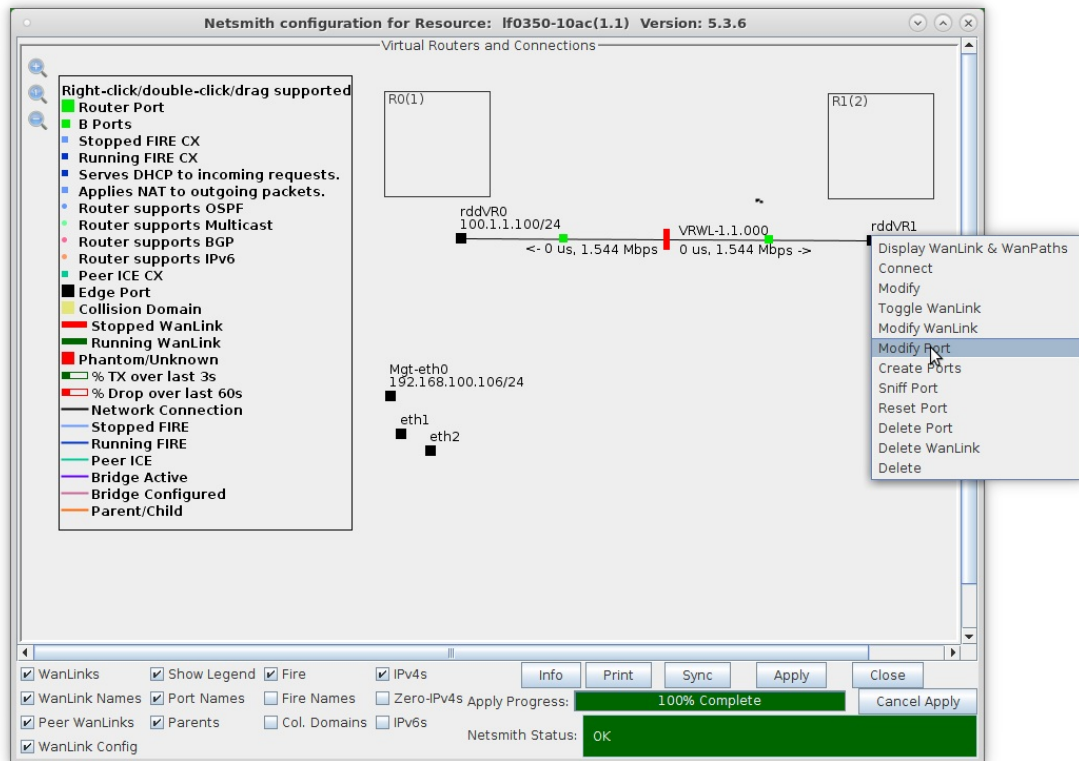 Netsmith configuration for Resource:  lf0350-10ac(1.1)  Version: 5.3.6
Virtual Routers and Connections
Right-click/double-click/drag supported
Router Port
B Ports
Stopped FIRE CX
Running FIRE CX
Serves DHCP to incoming requests.
Applies NAT to outgoing packets.
Router supports OSPF
Router supports Multicast
Router supports BGP
Router supports IPv6
Peer ICE CX
Edge Port
Collision Domain
Stopped WanLink
Running WanLink
Phantom/Unknown
% TX over last 3s
% Drop over last 60s
Network Connection
Stopped FIRE
Running FIRE
Peer ICE
Bridge Active
Bridge Configured
Parent/Child
R0(1)
R1(2)
rddVR0
100.1.1.100/24
<- 0 us, 1.544 Mbps
VRWL-1.1.000
0 us, 1.544 Mbps ->
rddVR1
Mgt-eth0
192.168.100.106/24
eth1
eth2
Display WanLink & WanPaths
Connect
Modify
Toggle WanLink
Modify WanLink
Modify Port
Create Ports
Sniff Port
Reset Port
Delete Port
Delete WanLink
Delete
WanLinks Show Legend Fire IPv4s Info Print Sync Apply Close
WanLink Names Port Names Fire Names Zero-IPv4s Apply Progress: 100% Complete Cancel Apply
Peer WanLinks Parents Col. Domains IPv6s
Netsmith Status: OK
WanLink Config